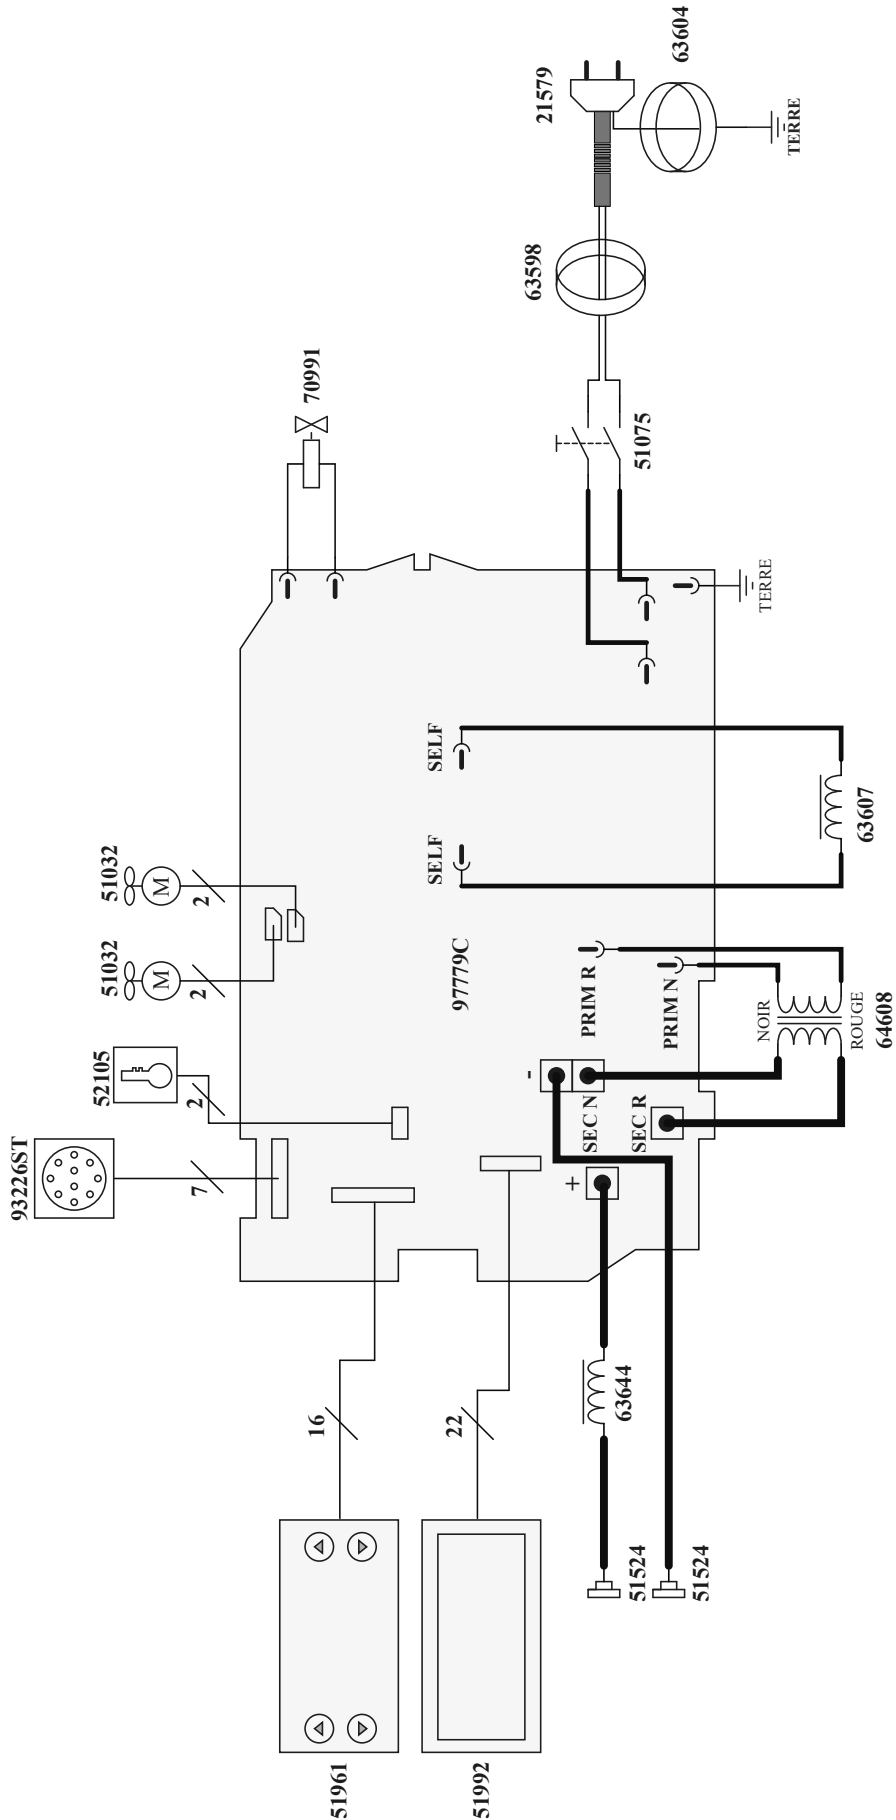 63604
21579
TERRE
63598
70991
51075
TERRE
SELF
SELF
63607
51032
2
51032
2
97779C
PRIM R
PRIM N
NOIR
ROUGE
64608
52105
2
-
SEC N
SEC R
93226ST
7
+
16
22
63644
51524
51524
51961
51992
M
M